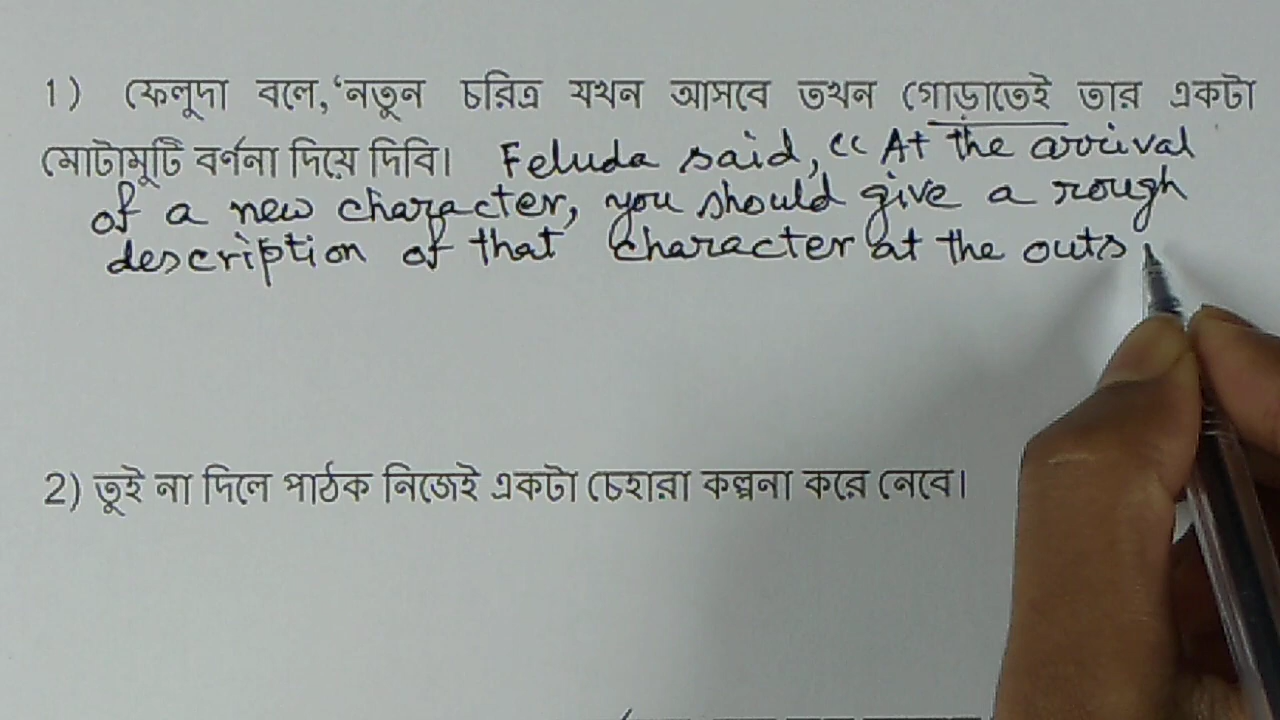 1) ফেলুদা বলে, ‘নতুন চরিত্র যখন আসবে তখন গোড়াতেই তার একটা
মোটামুটি বর্ণনা দিয়ে দিবি। Feluda said, “ At the arrival
of a new character, you should give a rough
description of that character at the outs
2) তুই না দিলে পাঠক নিজেই একটা চেহারা কল্পনা করে নেবে।